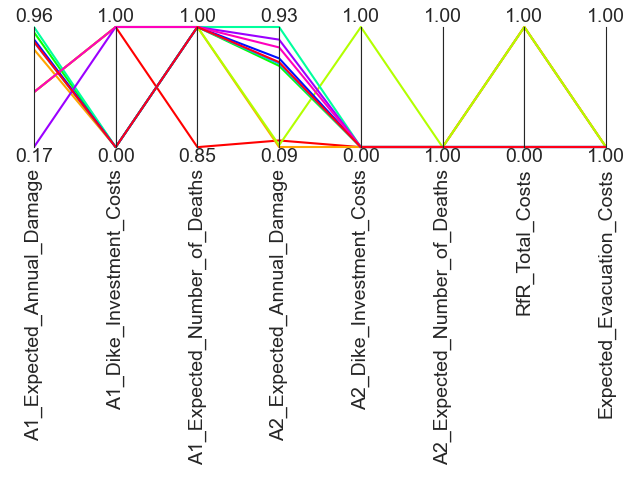 0.96 1.00 1.00 0.93 1.00 1.00 1.00 1.00
0.17 0.00 0.85 0.09 0.00 1.00 0.00 1.00
A1_Expected_Annual_Damage
A1_Dike_Investment_Costs
A1_Expected_Number_of_Deaths
A2_Expected_Annual_Damage
A2_Dike_Investment_Costs
A2_Expected_Number_of_Deaths
RfR_Total_Costs
Expected_Evacuation_Costs